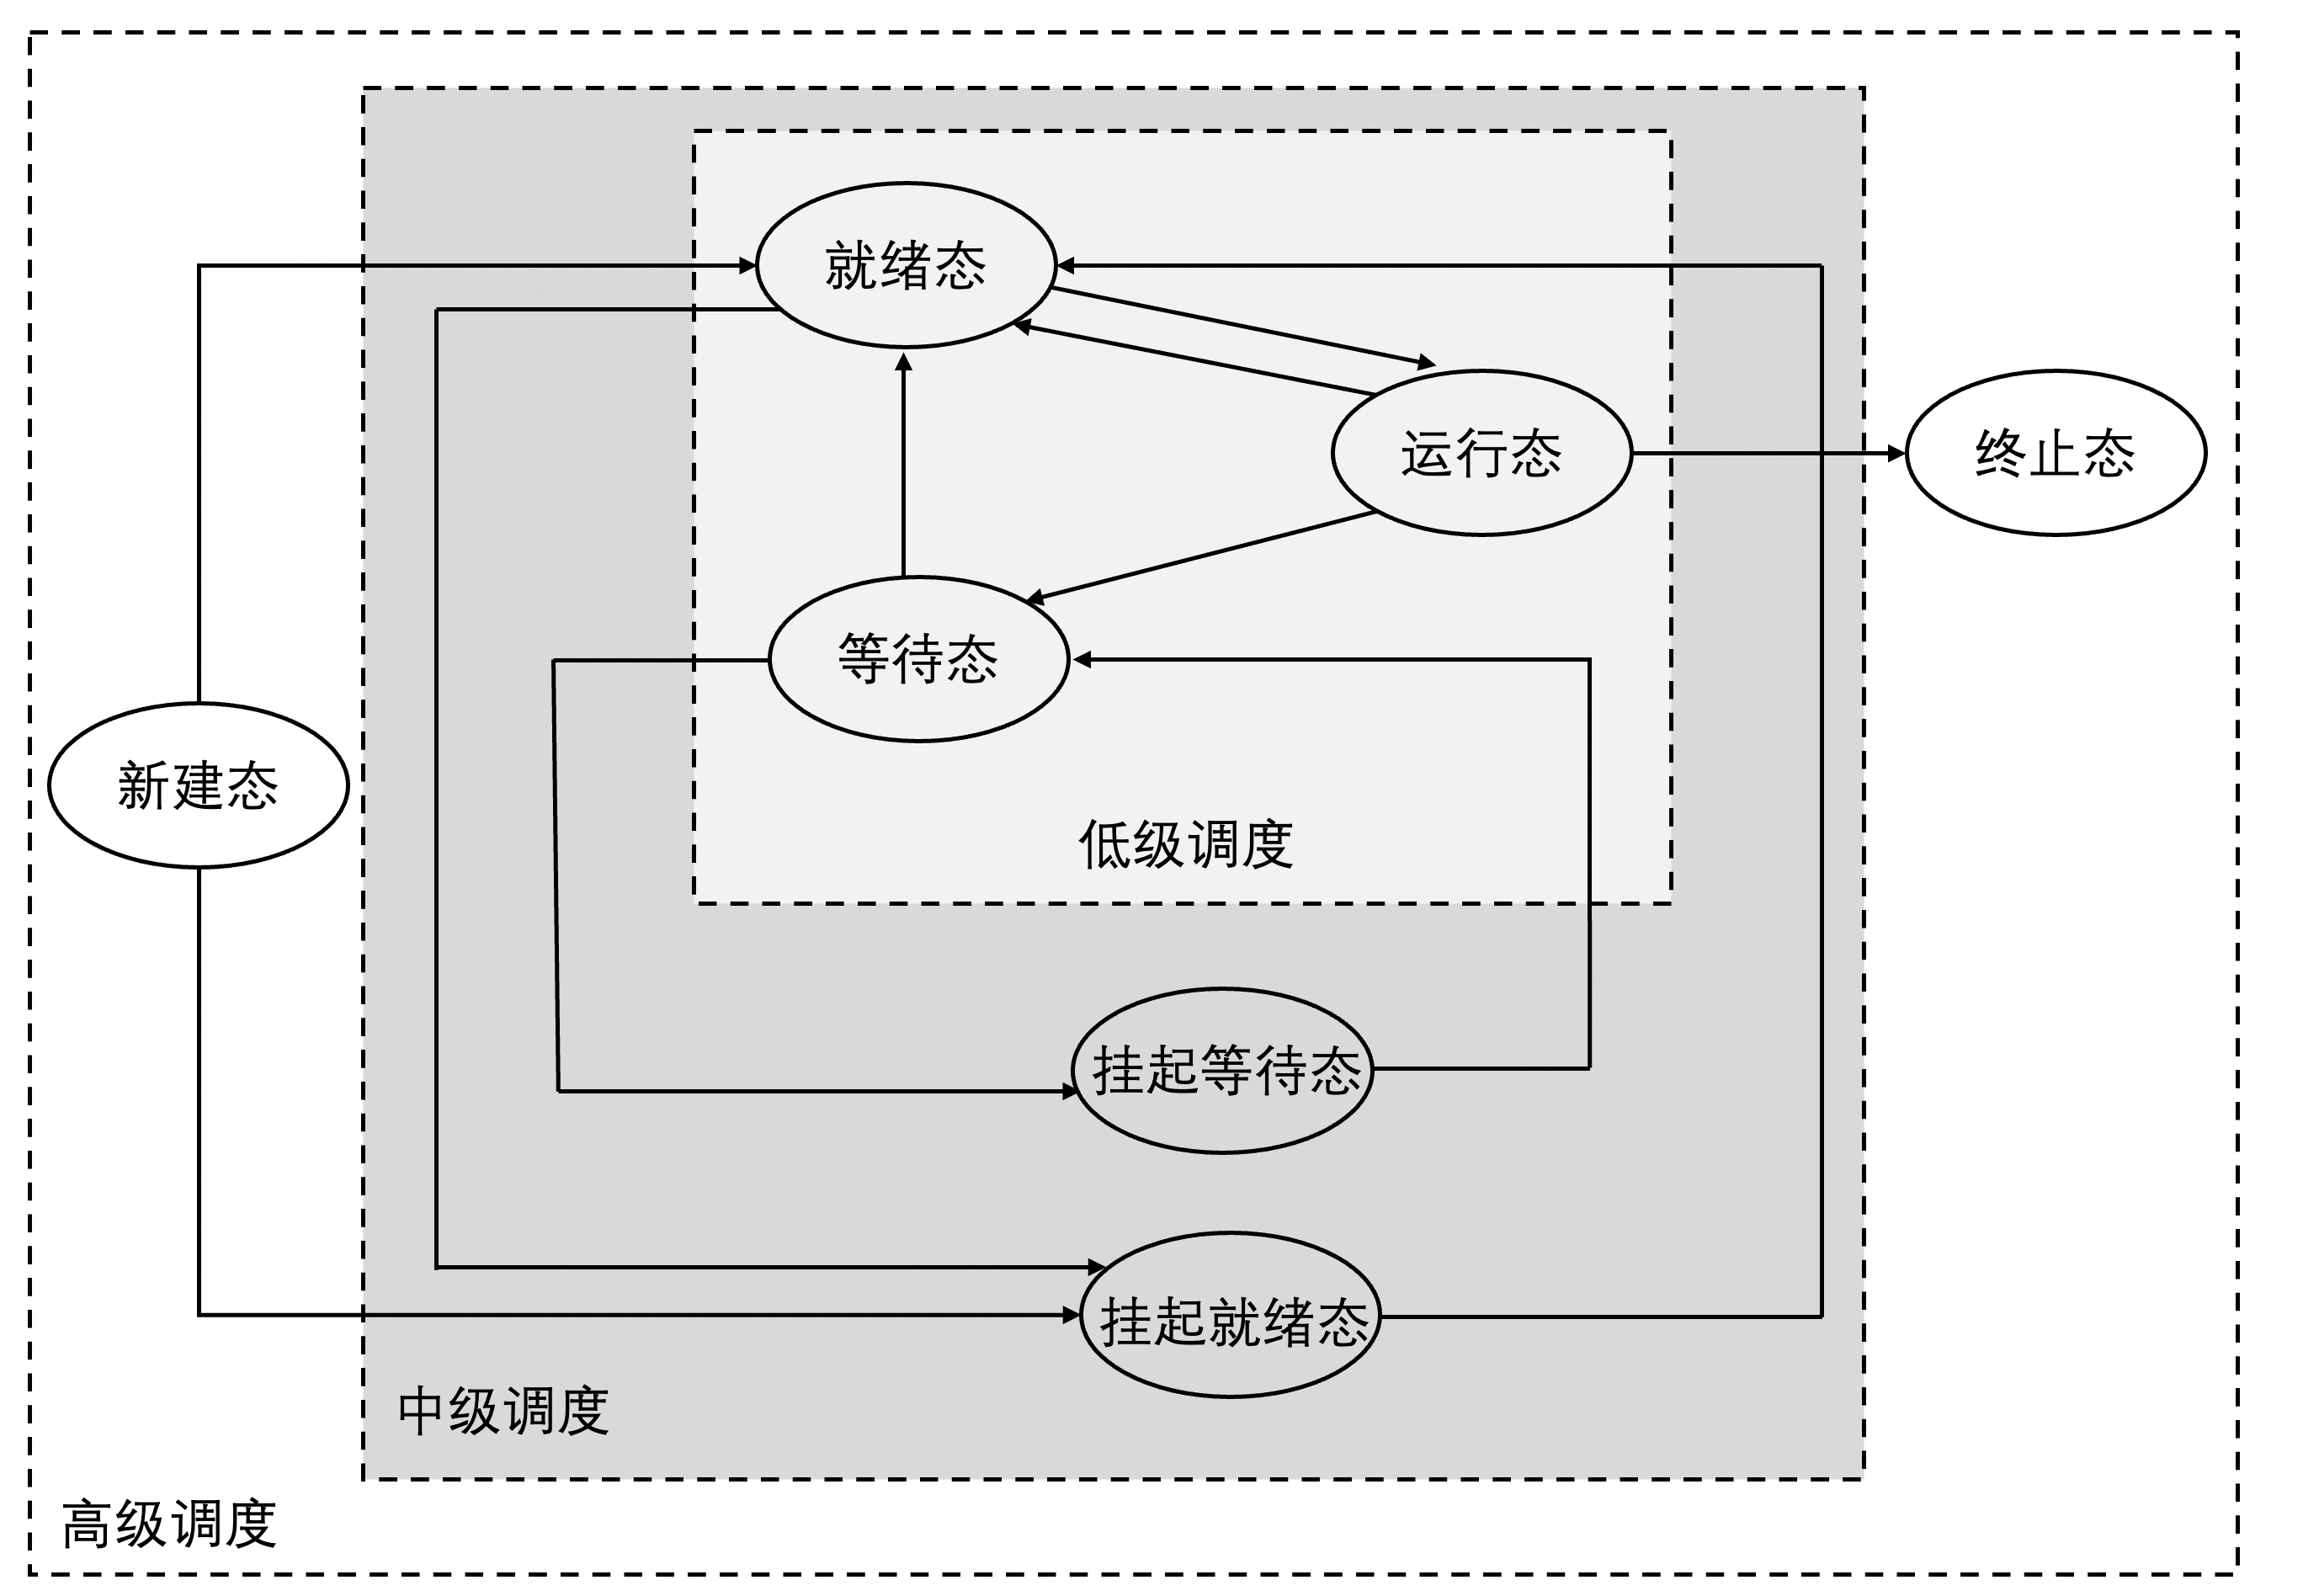 就绪态
运行态
终止态
等待态
新建态
低级调度
挂起等待态
挂起就绪态
中级调度
高级调度